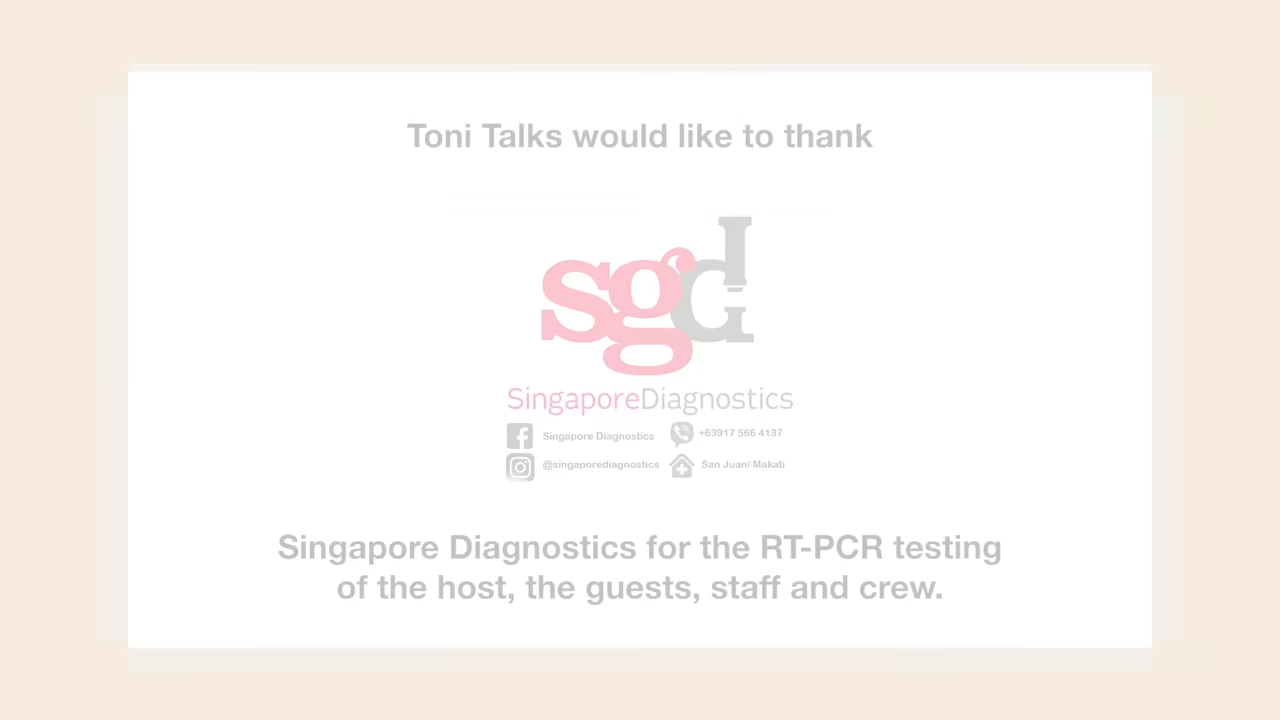 Toni Talks would like to thank
sgd
SingaporeDiagnostics
Singapore Diagnostics
+63917 566 4137
@singaporediagnostics
San Juan/ Makati
Singapore Diagnostics for the RT-PCR testing
of the host, the guests, staff and crew.